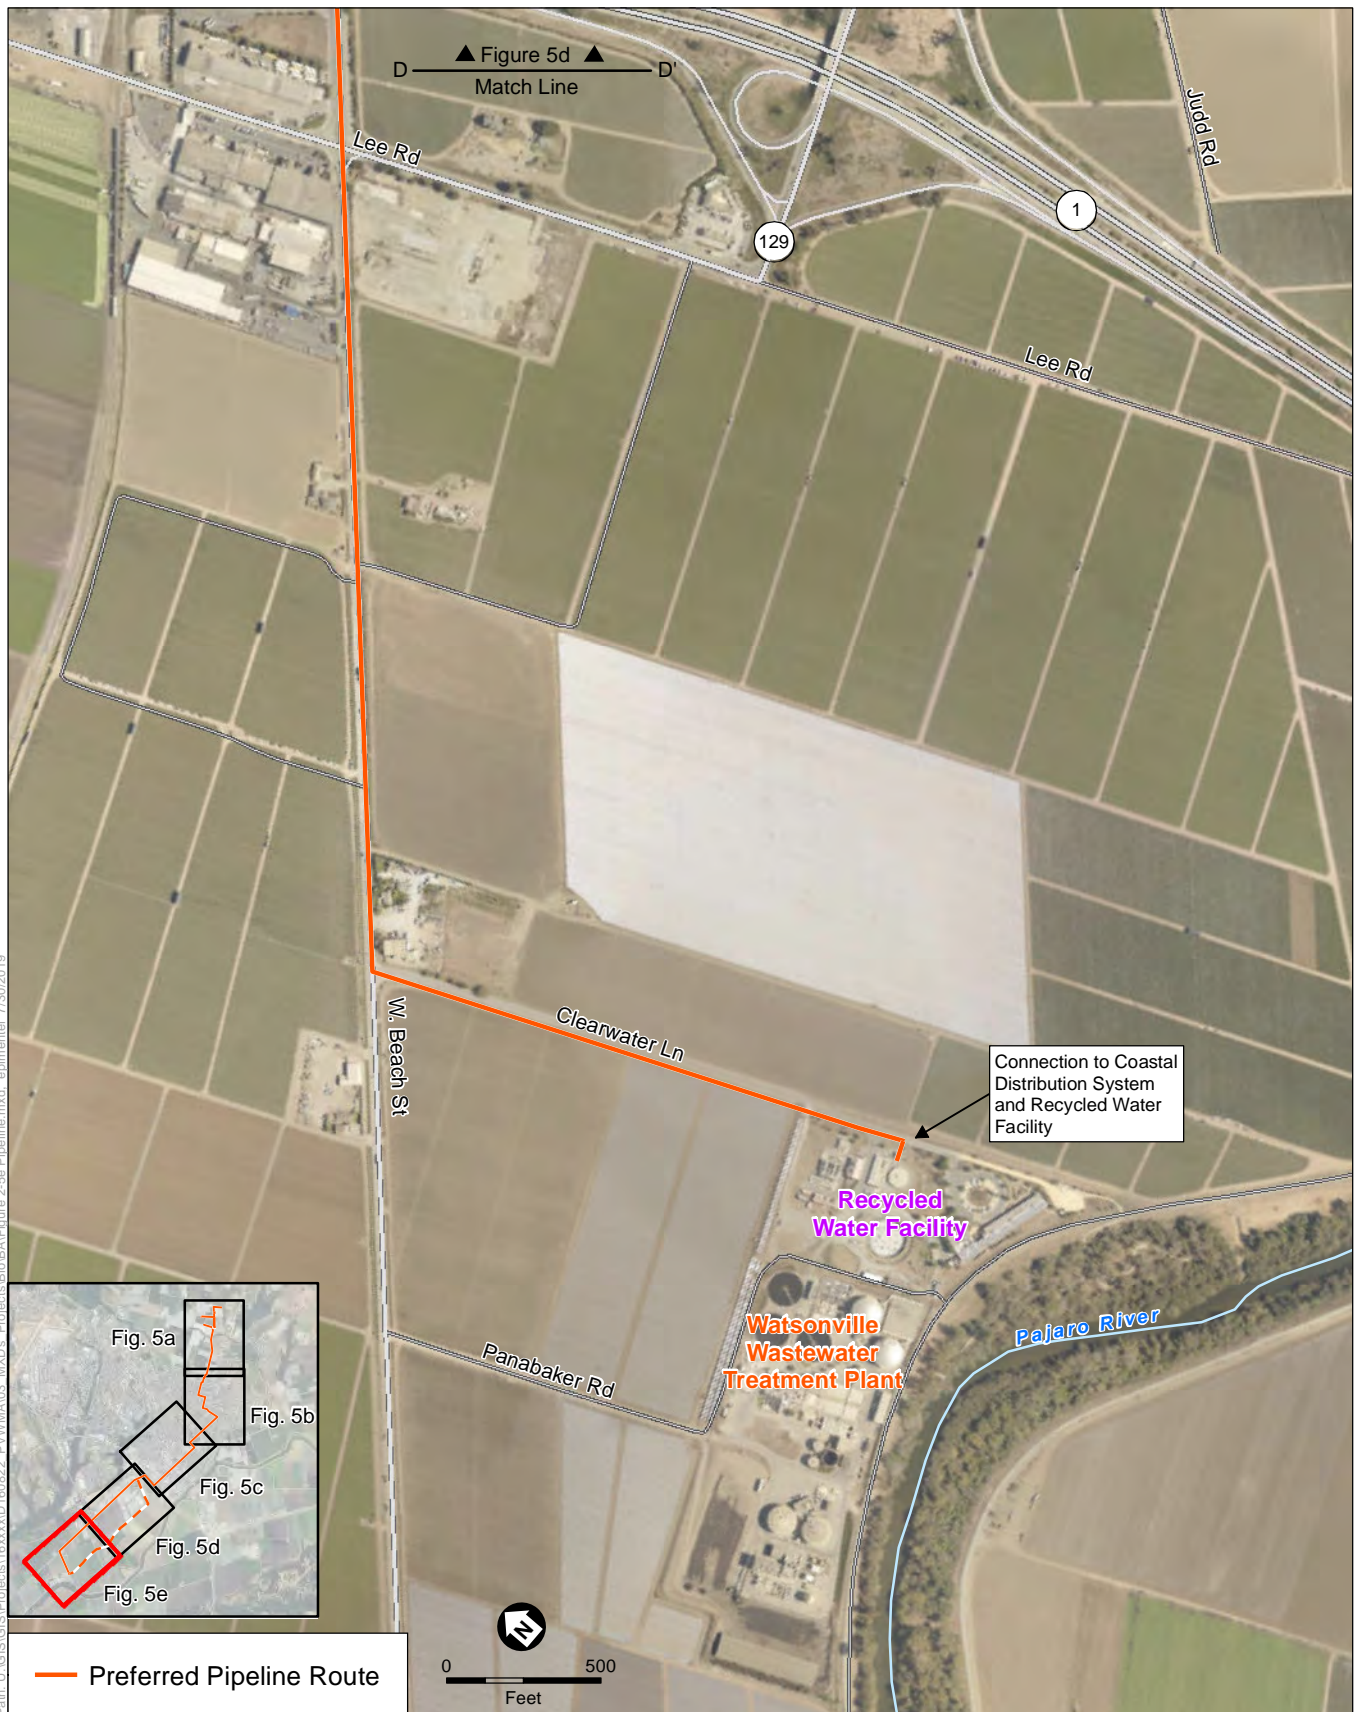 ▲ Figure 5d ▲
D D'
Match Line
Lee Rd
Judd Rd
1
129
Lee Rd
W. Beach St
Clearwater Ln
Connection to Coastal
Distribution System
and Recycled Water
Facility
Recycled
Water Facility
Pajaro River
Watsonville
Wastewater
Treatment Plant
Panabaker Rd
Fig. 5a
Fig. 5b
Fig. 5c
Fig. 5d
Fig. 5e
N
0 500
Feet
Preferred Pipeline Route